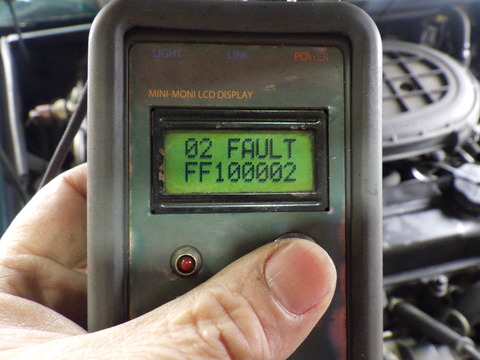 LIGHT LINK POWER
MINI-MONI LCD DISPLAY
02 FAULT
FF100002